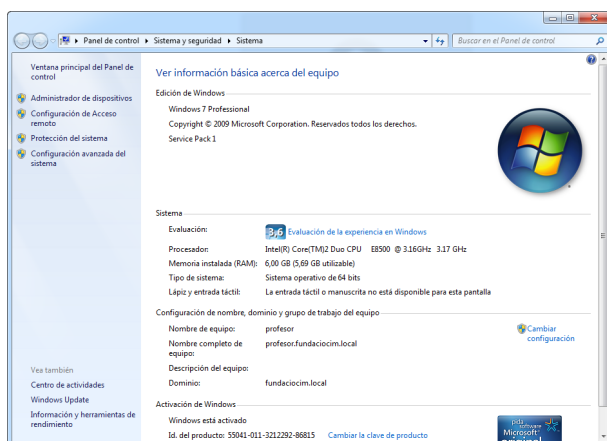 Panel de control ▸ Sistema y seguridad ▸ Sistema
Buscar en el Panel de control
Ventana principal del Panel de
control
Administrador de dispositivos
Configuración de Acceso
remoto
Protección del sistema
Configuración avanzada del
sistema
Vea también
Centro de actividades
Windows Update
Información y herramientas de
rendimiento
Ver información básica acerca del equipo
Edición de Windows
Windows 7 Professional
Copyright © 2009 Microsoft Corporation. Reservados todos los derechos.
Service Pack 1
Sistema
Evaluación: 3,6 Evaluación de la experiencia en Windows
Procesador: Intel(R) Core(TM)2 Duo CPU E8500 @ 3.16GHz 3.17 GHz
Memoria instalada (RAM): 6,00 GB (5,69 GB utilizable)
Tipo de sistema: Sistema operativo de 64 bits
Lápiz y entrada táctil: La entrada táctil o manuscrita no está disponible para esta pantalla
Configuración de nombre, dominio y grupo de trabajo del equipo
Nombre de equipo: profesor
Cambiar
configuración
Nombre completo de
equipo: profesor.fundaciocim.local
Descripción del equipo:
Dominio: fundaciocim.local
Activación de Windows
Windows está activado
Id. del producto: 55041-011-3212292-86815 Cambiar la clave de producto
pida
software
Microsoft
original